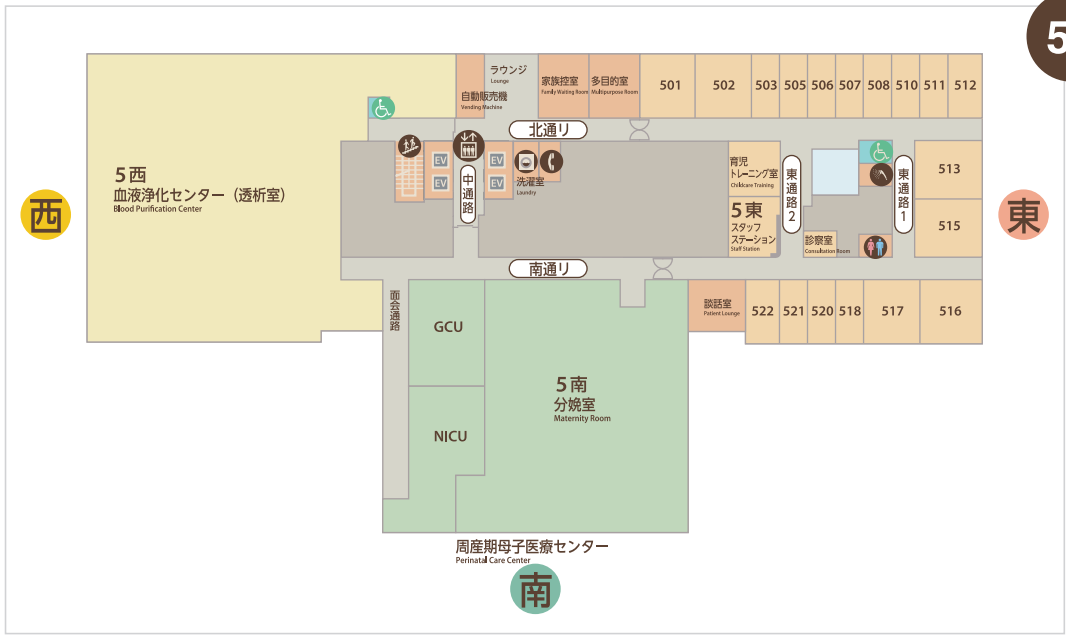 5
ラウンジ
Lounge
自動販売機
Vending Machine
家族控室
Family Waiting Room
多目的室
Multipurpose Room
501
502
503
505
506
507
508
510
511
512
北通り
EV
EV
EV
EV
中通路
洗濯室
Laundry
5西
血液浄化センター（透析室）
Blood Purification Center
西
育児
トレーニング室
Childcare Training
5東
スタッフ
ステーション
Staff Station
東通路2
診察室
Consultation Room
東通路1
513
515
東
南通り
面会通路
GCU
NICU
5南
分娩室
Maternity Room
談話室
Patient Lounge
522
521
520
518
517
516
周産期母子医療センター
Perinatal Care Center
南